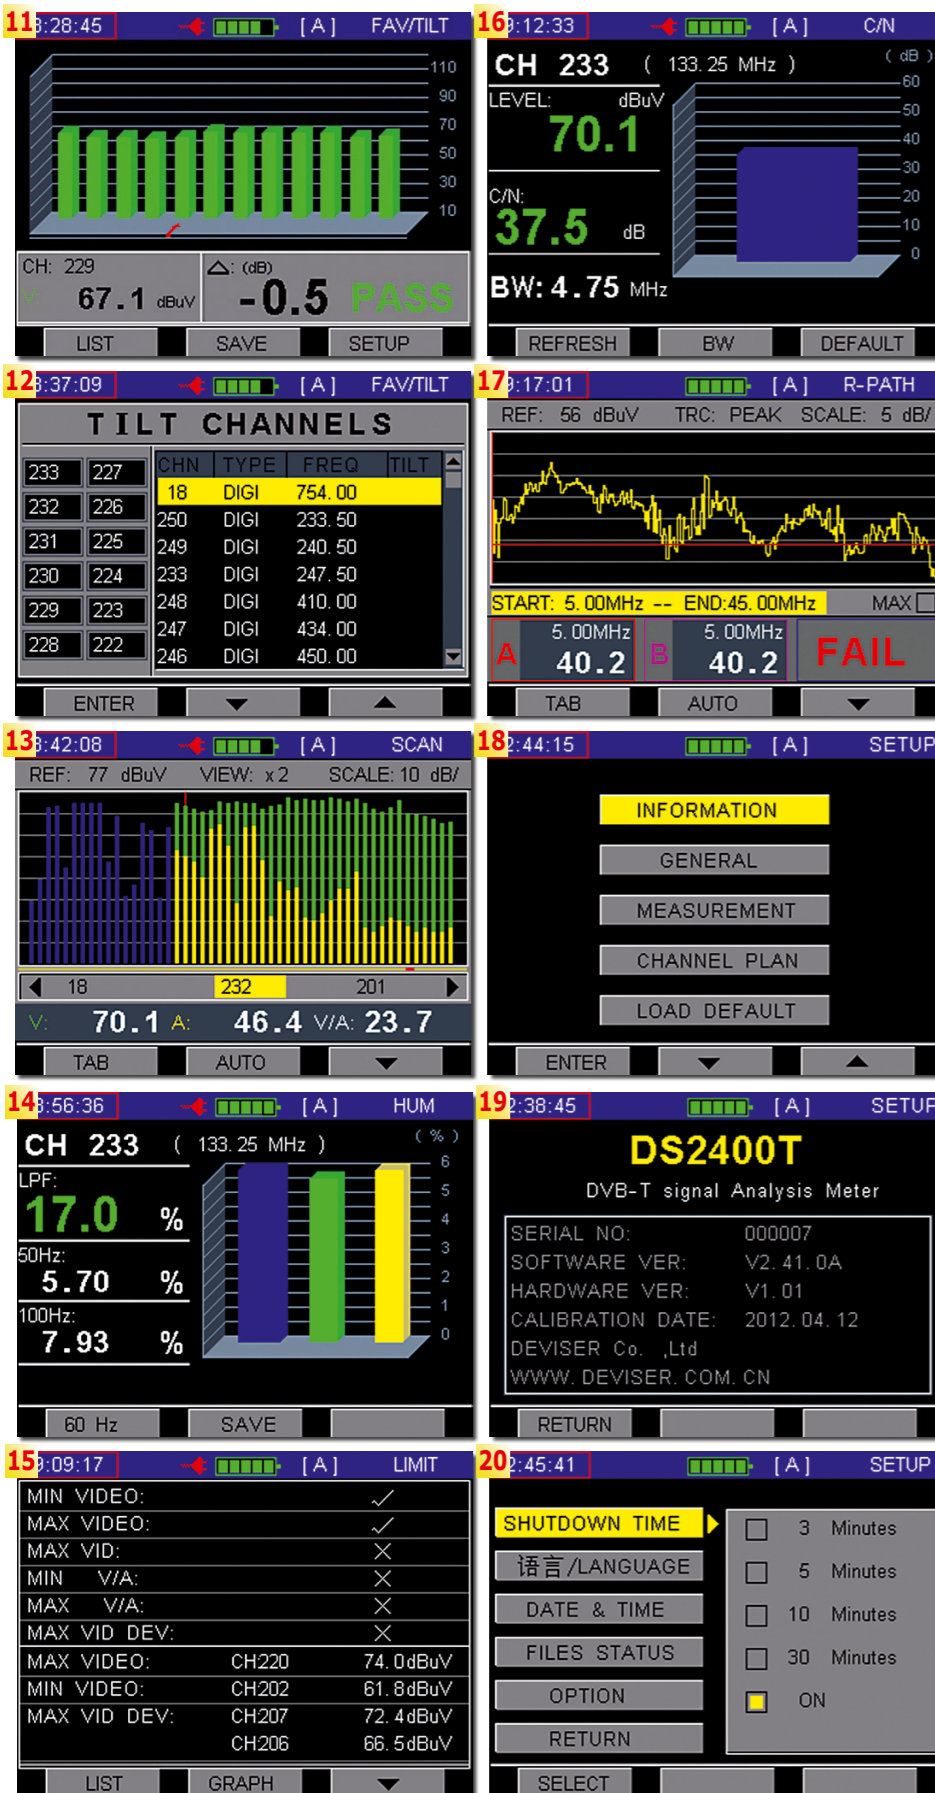 11
:28:45 [A] FAV/TILT
110
90
70
50
30
10
CH: 229
V: 67.1 dBuV
△: (dB)
-0.5 PASS
LIST SAVE SETUP
12
:37:09 [A] FAV/TILT
TILT CHANNELS
233 227
232 226
231 225
230 224
229 223
228 222
CHN TYPE FREQ TILT
18 DIGI 754.00
250 DIGI 233.50
249 DIGI 240.50
233 DIGI 247.50
248 DIGI 410.00
247 DIGI 434.00
246 DIGI 450.00
ENTER
13
:42:08 [A] SCAN
REF: 77 dBuV VIEW: x2 SCALE: 10 dB/
18 232 201
V: 70.1 A: 46.4 V/A: 23.7
TAB AUTO
14
:56:36 [A] HUM
CH 233 ( 133.25 MHz ) (%)
LPF:
17.0 %
50Hz:
5.70 %
100Hz:
7.93 %
6
5
4
3
2
1
0
60 Hz SAVE
15
:09:17 [A] LIMIT
MIN VIDEO: ✓
MAX VIDEO: ✓
MAX VID: ×
MIN V/A: ×
MAX V/A: ×
MAX VID DEV: ×
MAX VIDEO: CH220 74.0dBuV
MIN VIDEO: CH202 61.8dBuV
MAX VID DEV: CH207 72.4dBuV
CH206 66.5dBuV
LIST GRAPH
16
:12:33 [A] C/N
CH 233 ( 133.25 MHz ) (dB)
LEVEL: dBuV
70.1
C/N:
37.5 dB
BW: 4.75 MHz
60
50
40
30
20
10
0
REFRESH BW DEFAULT
17
:17:01 [A] R-PATH
REF: 56 dBuV TRC: PEAK SCALE: 5 dB/
START: 5.00MHz -- END:45.00MHz MAX
A 5.00MHz
40.2
B 5.00MHz
40.2
FAIL
TAB AUTO
18
:44:15 [A] SETUP
INFORMATION
GENERAL
MEASUREMENT
CHANNEL PLAN
LOAD DEFAULT
ENTER
19
:38:45 [A] SETUP
DS2400T
DVB-T signal Analysis Meter
SERIAL NO: 000007
SOFTWARE VER: V2.41.0A
HARDWARE VER: V1.01
CALIBRATION DATE: 2012.04.12
DEVISER Co. ,Ltd
WWW.DEVISER.COM.CN
RETURN
20
:45:41 [A] SETUP
SHUTDOWN TIME
语言/LANGUAGE
DATE & TIME
FILES STATUS
OPTION
RETURN
3 Minutes
5 Minutes
10 Minutes
30 Minutes
ON
SELECT